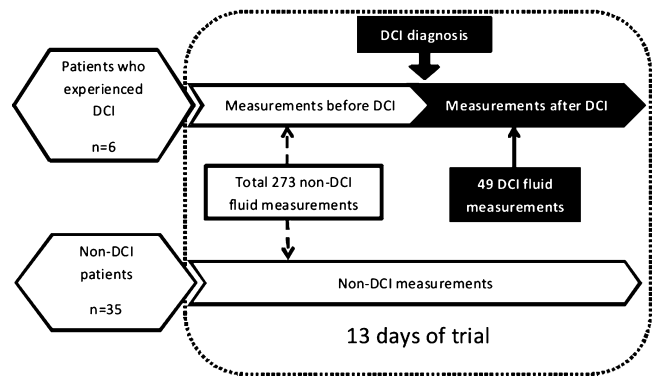 DCI diagnosis
Patients who
experienced
DCI
n=6
Measurements before DCI
Measurements after DCI
Total 273 non-DCI
fluid measurements
49 DCI fluid
measurements
Non-DCI
patients
n=35
Non-DCI measurements
13 days of trial